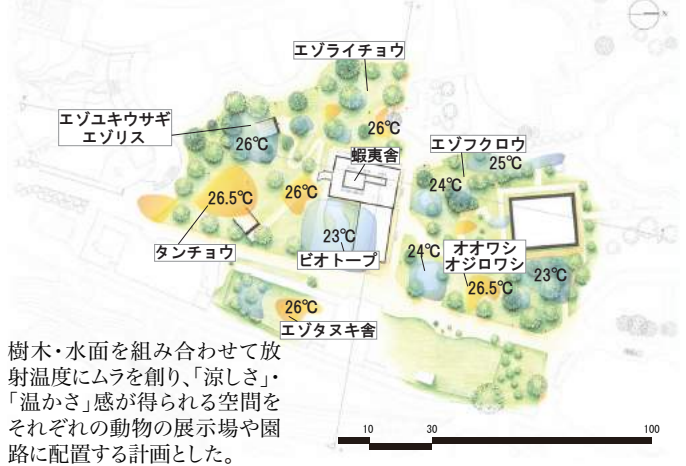 エゾライチョウ
エゾユキウサギ
エゾリス
26℃
26℃
エゾフクロウ
蝦夷舎
25℃
24℃
26.5℃
26℃
23℃
ビオトープ
タンチョウ
24℃
オオワシ
オジロワシ
23℃
26.5℃
26℃
エゾタヌキ舎
樹木・水面を組み合わせて放
射温度にムラを創り、「涼しさ」・
「温かさ」感が得られる空間を
それぞれの動物の展示場や園
路に配置する計画とした。
10 30 100